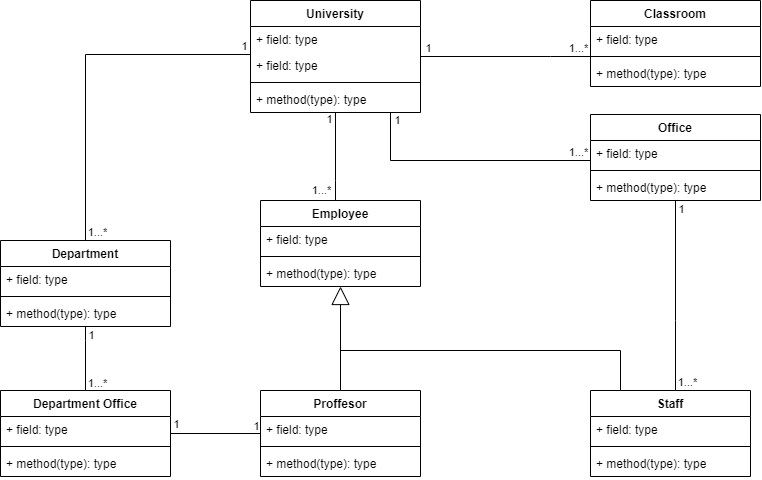 University
+ field: type
+ field: type
+ method(type): type
Classroom
+ field: type
+ method(type): type
1
1
1...*
1
1
Office
+ field: type
+ method(type): type
1...*
1
1...*
Employee
+ field: type
+ method(type): type
1...*
Department
+ field: type
+ method(type): type
1
1...*
Department Office
+ field: type
+ method(type): type
1
1
Proffesor
+ field: type
+ method(type): type
1...*
Staff
+ field: type
+ method(type): type